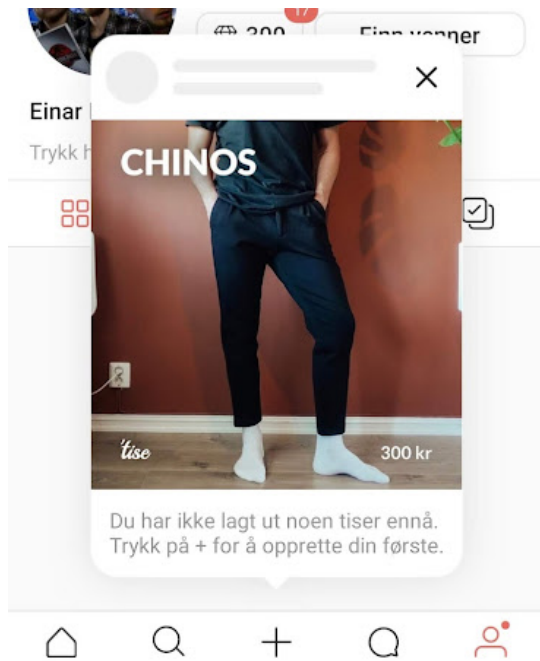 17
300
Finn venner
Einar
Trykk
CHINOS
'tise
300 kr
Du har ikke lagt ut noen tiser ennå.
Trykk på + for å opprette din første.